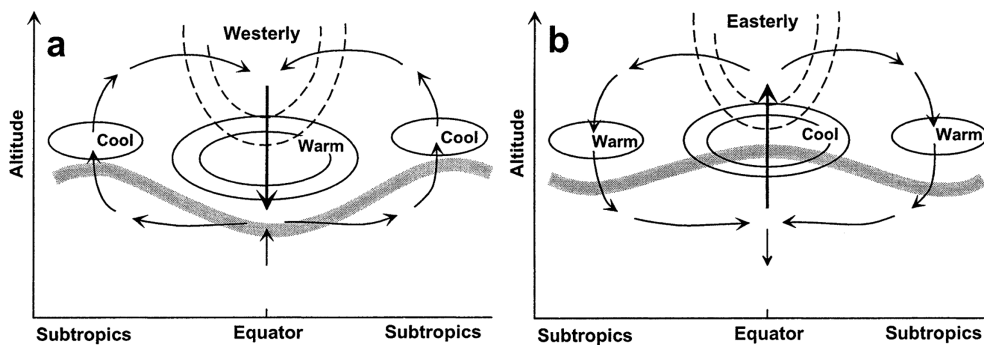 a
Westerly
Cool
Warm
Cool
Altitude
Subtropics
Equator
Subtropics
b
Easterly
Warm
Cool
Warm
Altitude
Subtropics
Equator
Subtropics